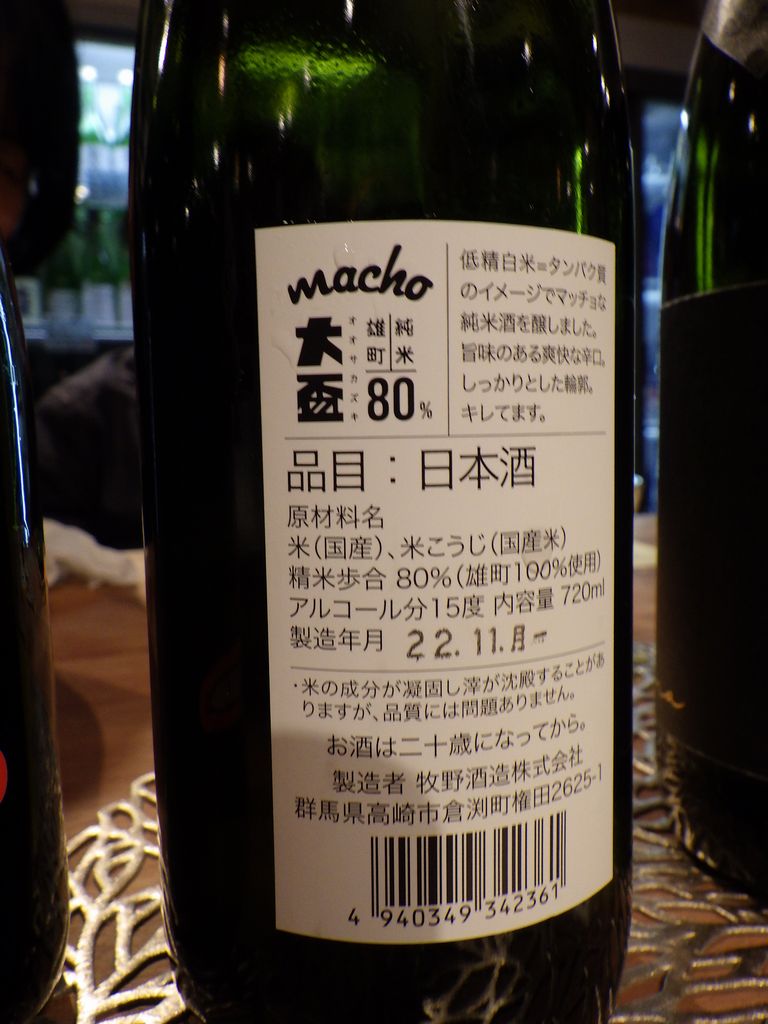 macho
大盃
オオサカズキ
純米
雄町
80%
低精白米=タンパク質
のイメージでマッチョな
純米酒を醸しました。
旨味のある爽快な辛口。
しっかりとした輪郭。
キレてます。
品目：日本酒
原材料名
米(国産)、米こうじ(国産米)
精米歩合 80%(雄町100%使用)
アルコール分15度 内容量 720ml
製造年月 22.11.月
・米の成分が凝固し滓が沈殿することがあ
りますが、品質には問題ありません。
お酒は二十歳になってから。
製造者 牧野酒造株式会社
群馬県高崎市倉渕町権田2625-1
4 940349 342361